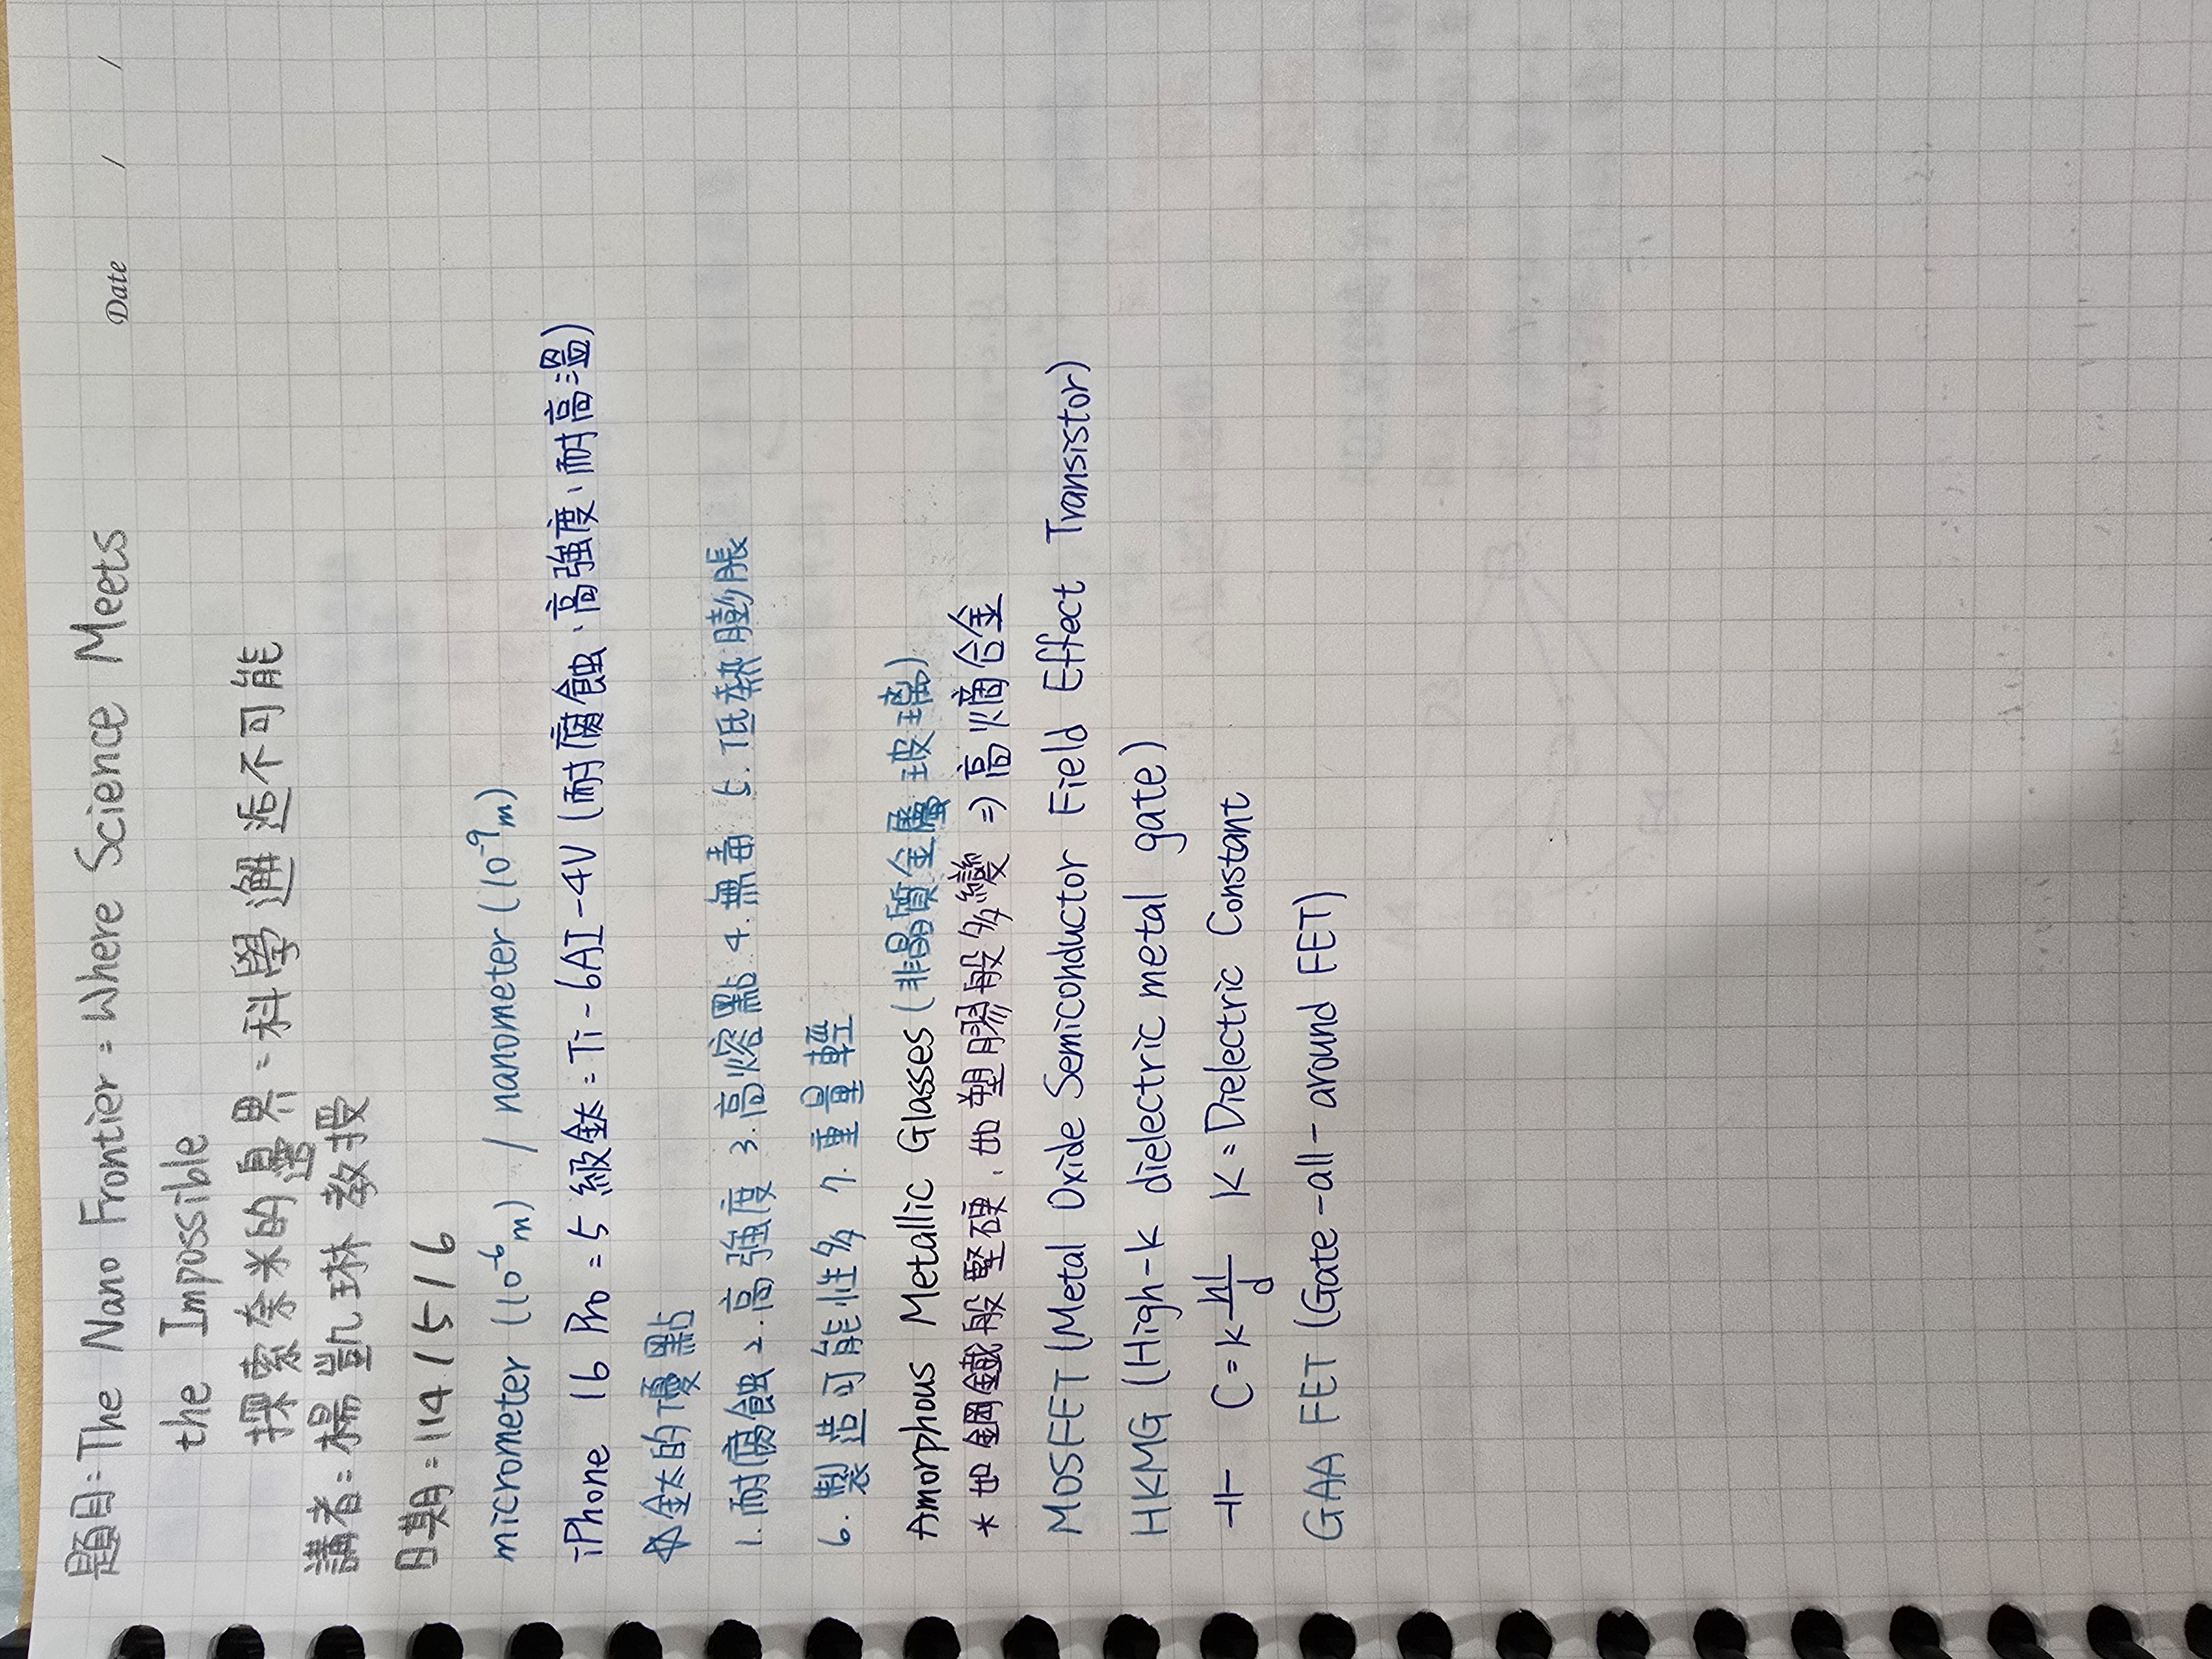 題目: The Nano Frontier: Where Science Meets
Date / /
the Impossible
探索奈米的邊界: 科學邂逅不可能
講者: 楊凱琳 教授
日期: 114 / 5 / 6
micrometer (10⁻⁶m) / nanometer (10⁻⁹m)
iPhone 16 Pro: 5 級鈦: Ti-6Al-4V (耐腐蝕、高強度、耐高溫)
☆鈦的優點
1. 耐腐蝕 2. 高強度 3. 高熔點 4. 無毒 5. 低熱膨脹
6. 製造可能性多 7. 重量輕
Amorphous Metallic Glasses (非晶質金屬玻璃)
* 如鋼鐵般堅硬、如塑膠般多變 ⇒ 高熵合金
MOSFET (Metal Oxide Semiconductor Field Effect Transistor)
HKMG (High-k dielectric metal gate)
C = k wl/d K: Dielectric Constant
GAA FET (Gate-all-around FET)